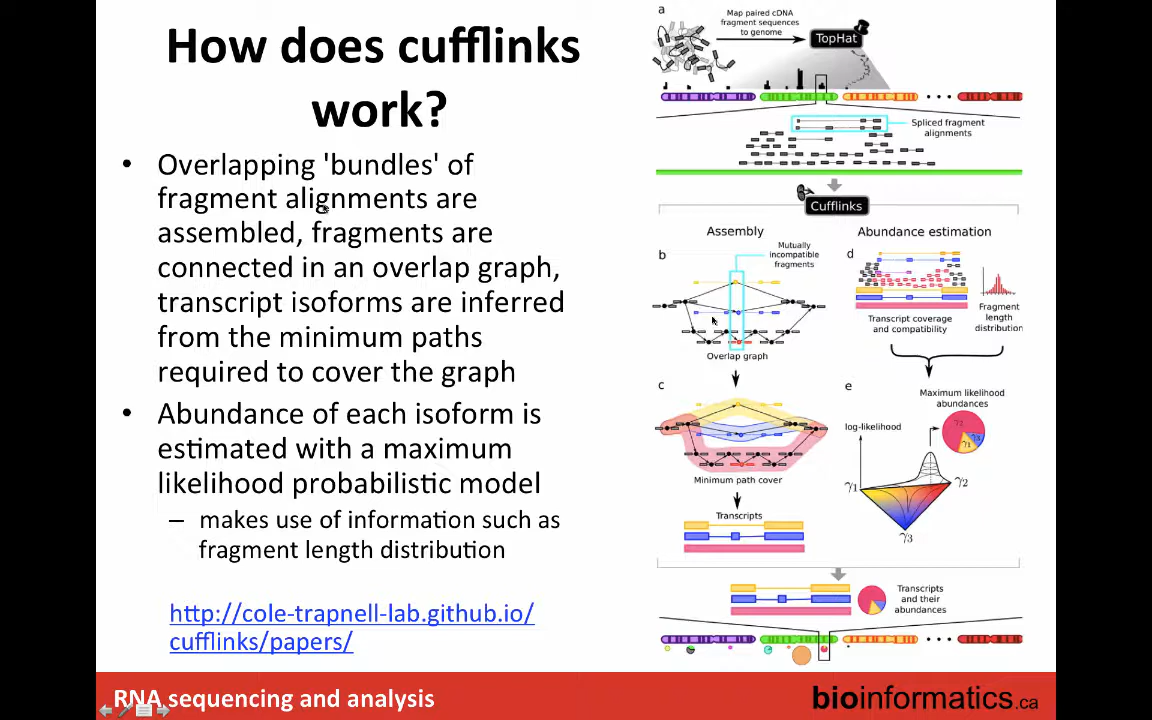 How does cufflinks
work?
• Overlapping 'bundles' of
fragment alignments are
assembled, fragments are
connected in an overlap graph,
transcript isoforms are inferred
from the minimum paths
required to cover the graph
• Abundance of each isoform is
estimated with a maximum
likelihood probabilistic model
– makes use of information such as
fragment length distribution
http://cole-trapnell-lab.github.io/
cufflinks/papers/
a
Map paired cDNA
fragment sequences
to genome
TopHat
Spliced fragment
alignments
Cufflinks
Assembly
Abundance estimation
b
Mutually
incompatible
fragments
Overlap graph
d
Transcript coverage
and compatibility
Fragment
length
distribution
c
Minimum path cover
Transcripts
e
Maximum likelihood
abundances
log-likelihood
γ3
γ1
γ2
γ1
γ2
γ3
Transcripts
and their
abundances
RNA sequencing and analysis
bioinformatics.ca